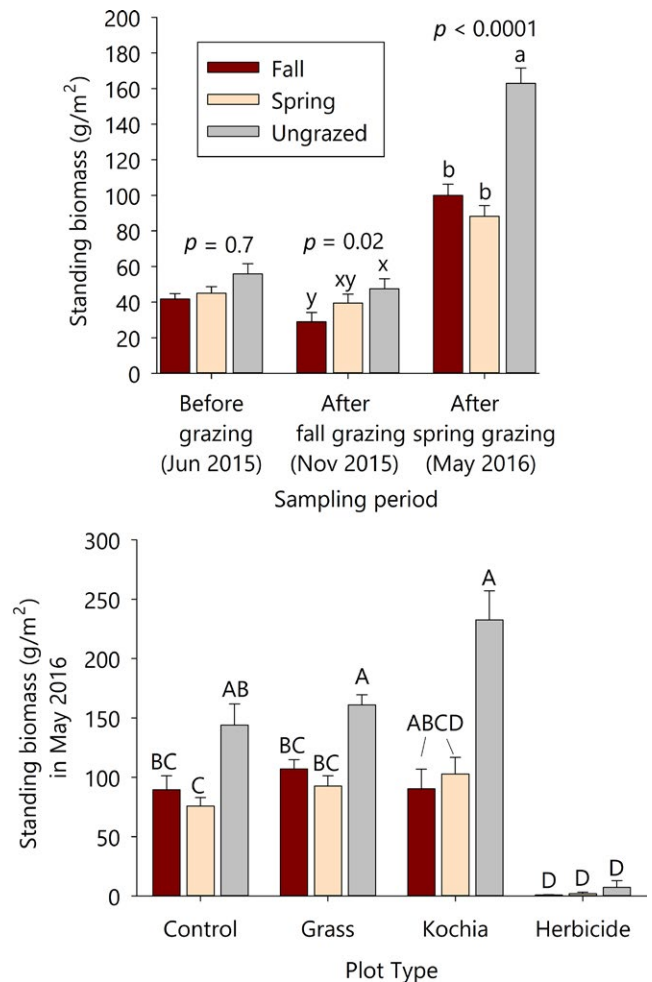 200
180
160
140
120
100
80
60
40
20
0
Standing biomass (g/m²)
Fall
Spring
Ungrazed
p < 0.0001
a
b b
p = 0.7 p = 0.02
y xy x
Before After After
grazing fall grazing spring grazing
(Jun 2015) (Nov 2015) (May 2016)
Sampling period
300
250
200
150
100
50
0
Standing biomass (g/m²)
in May 2016
A
AB A
ABCD
BC C BC BC
D D D
Control Grass Kochia Herbicide
Plot Type